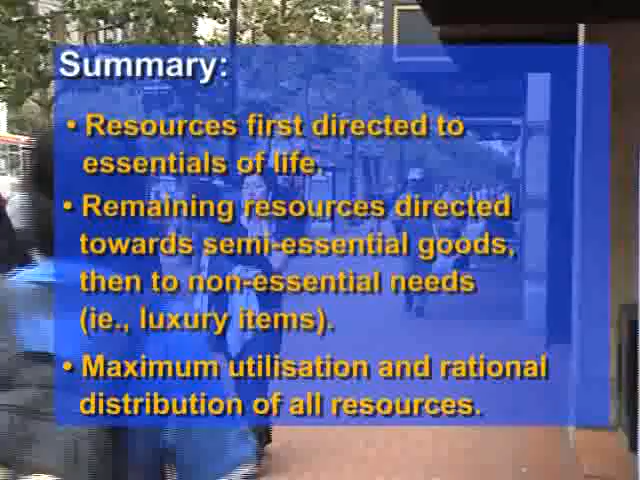 Summary:
• Resources first directed to
essentials of life.
• Remaining resources directed
towards semi-essential goods,
then to non-essential needs
(ie., luxury items).
• Maximum utilisation and rational
distribution of all resources.